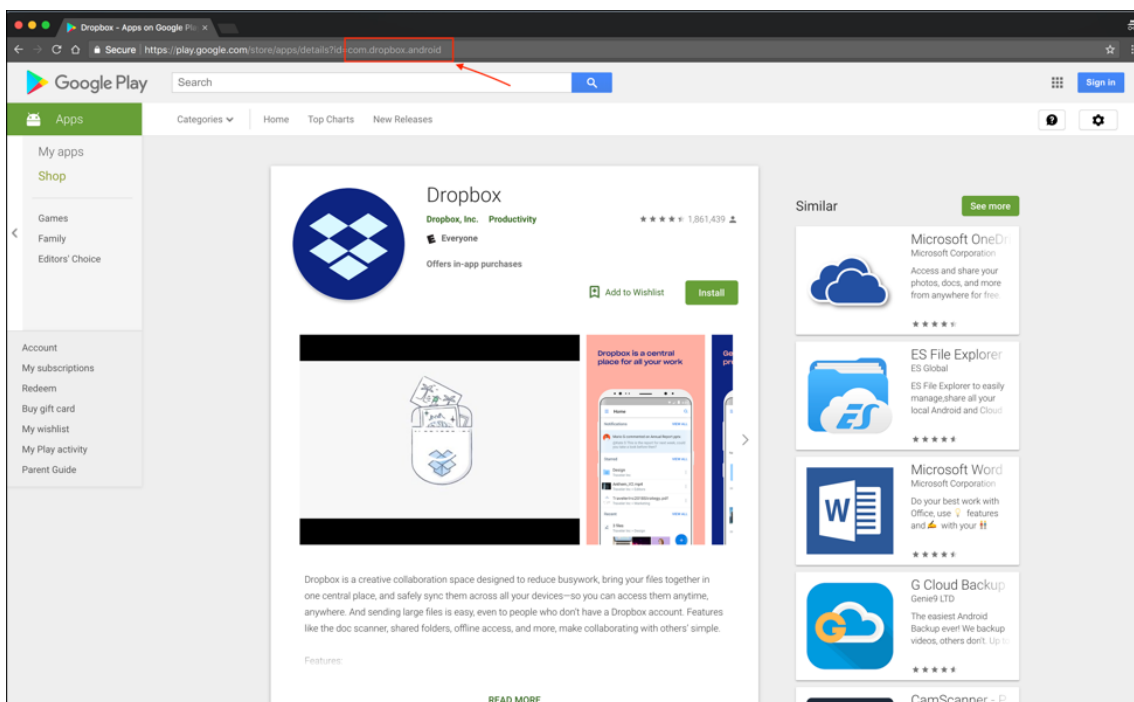 Dropbox - Apps on Google Pla
Secure https://play.google.com/store/apps/details?id=com.dropbox.android
Google Play
Search
Sign in
Apps
Categories
Home
Top Charts
New Releases
My apps
Shop
Games
Family
Editors' Choice
Account
My subscriptions
Redeem
Buy gift card
My wishlist
My Play activity
Parent Guide
Dropbox
Dropbox, Inc. Productivity
1,861,439
E Everyone
Offers in-app purchases
Add to Wishlist
Install
Dropbox is a central
place for all your work
Home
Dropbox is a creative collaboration space designed to reduce busywork, bring your files together in
one central place, and safely sync them across all your devices—so you can access them anytime,
anywhere. And sending large files is easy, even to people who don't have a Dropbox account. Features
like the doc scanner, shared folders, offline access, and more, make collaborating with others' simple.
Features:
READ MORE
Similar
See more
Microsoft OneDri
Microsoft Corporation
Access and share your
photos, docs, and more
from anywhere for free.
ES File Explorer
ES Global
ES File Explorer to easily
manage,share all your
local Android and Cloud
ES
Microsoft Word
Microsoft Corporation
Do your best work with
Office, use features
and with your
W
G Cloud Backup
Genie9 LTD
The easiest Android
Backup ever! We backup
videos, others don't. Up to
G
CamScanner - P